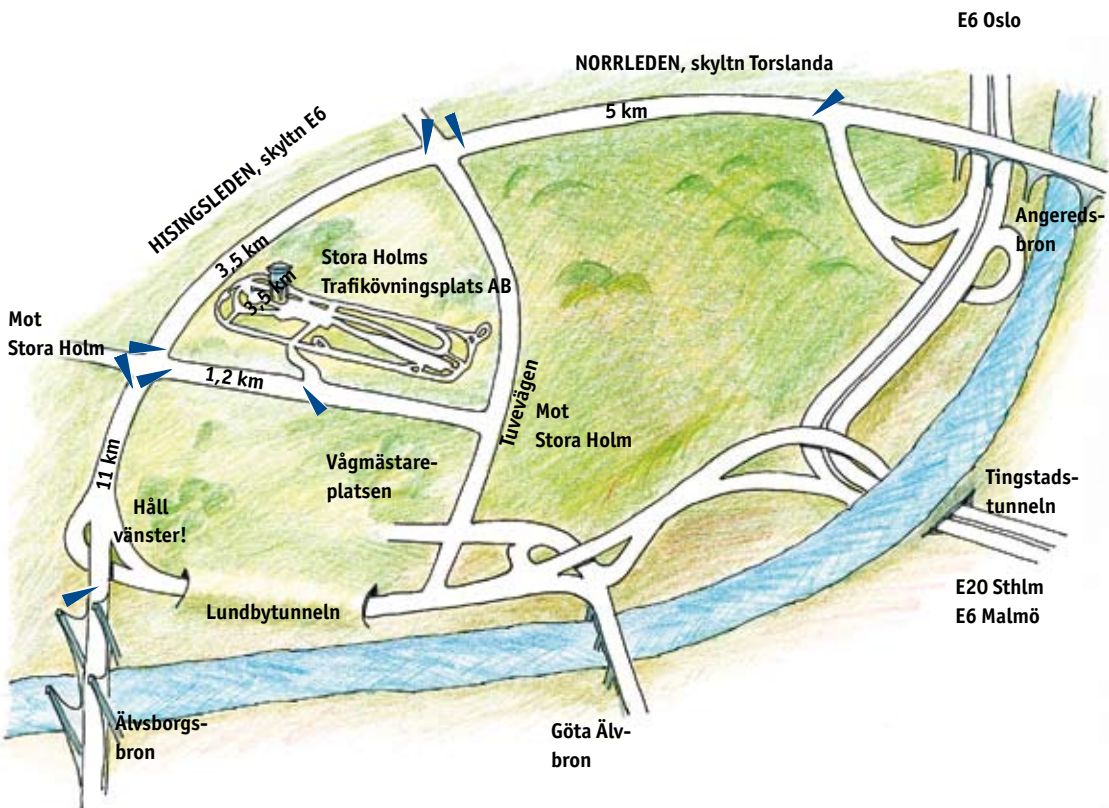 E6 Oslo
NORRLEDEN, skyltn Torslanda
5 km
HISINGSLEDEN, skyltn E6
Angereds-
bron
3,5 km
Stora Holms
Trafikövningsplats AB
3,5 km
Mot
Stora Holm
1,2 km
Tuvevägen
Mot
Stora Holm
11 km
Vågmästare-
platsen
Håll
vänster!
Tingstads-
tunneln
Lundbytunneln
E20 Sthlm
E6 Malmö
Älvsborgs-
bron
Göta Älv-
bron